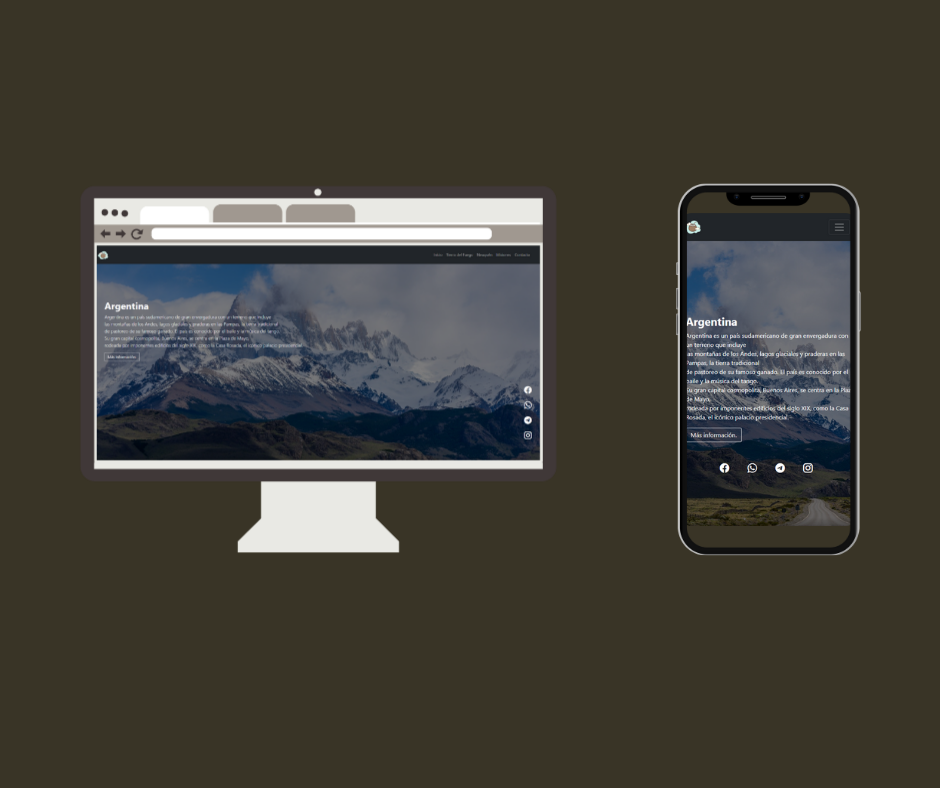 Inicio Tierra del Fuego Mendoza Misiones Contacto
Argentina
Argentina es un país sudamericano de gran envergadura con un terreno que incluye
las montañas de los Andes, lagos glaciales y praderas en las Pampas, la tierra tradicional
de pastoreo de su famoso ganado. El país es conocido por el baile y la música del tango.
Su gran capital cosmopolita, Buenos Aires, se centra en la Plaza de Mayo,
rodeada por imponentes edificios del siglo XIX, como la Casa Rosada, el icónico palacio presidencial.
Más información.
Argentina
Argentina es un país sudamericano de gran envergadura con
un terreno que incluye
las montañas de los Andes, lagos glaciales y praderas en las
Pampas, la tierra tradicional
de pastoreo de su famoso ganado. El país es conocido por el
baile y la música del tango.
Su gran capital cosmopolita, Buenos Aires, se centra en la Plaz
de Mayo,
rodeada por imponentes edificios del siglo XIX, como la Casa
Rosada, el icónico palacio presidencial.
Más información.